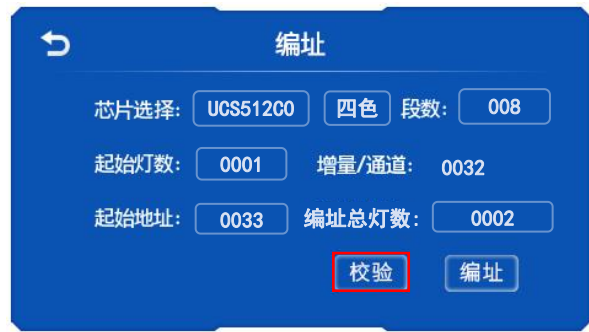 编址
芯片选择: UCS512C0 四色 段数: 008
起始灯数: 0001 增量/通道: 0032
起始地址: 0033 编址总灯数: 0002
校验 编址